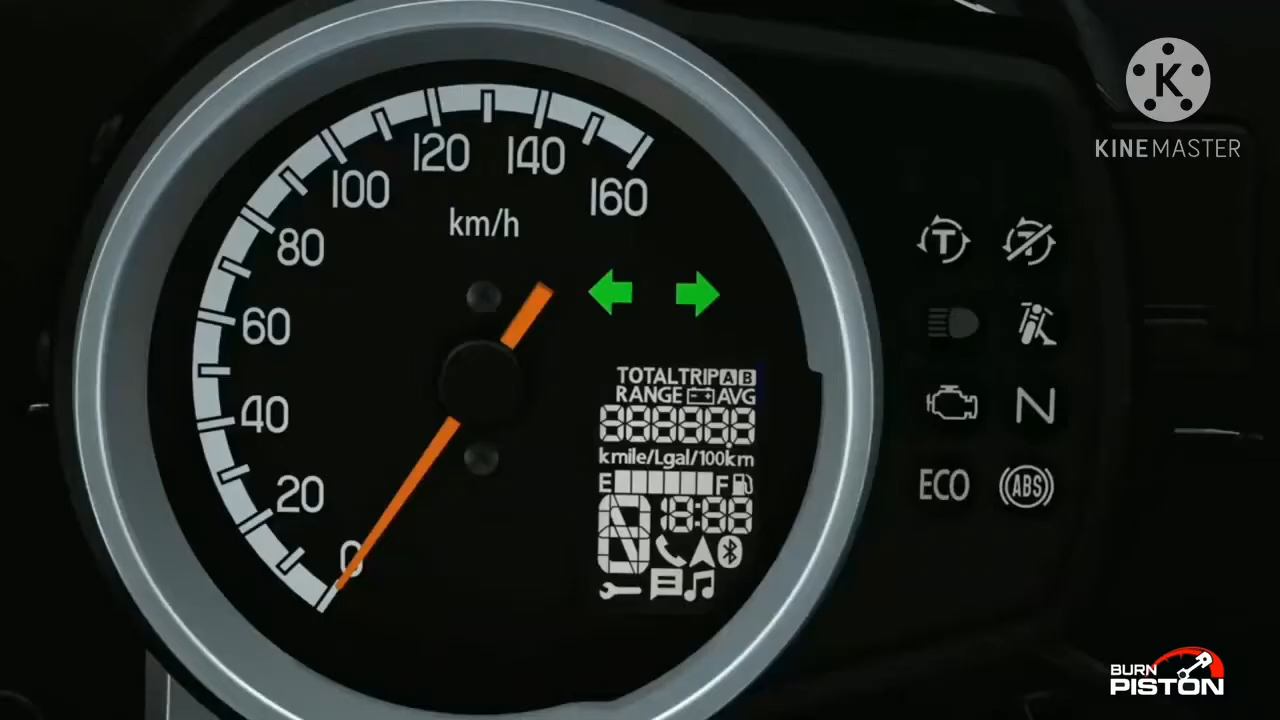 K
KINEMASTER
120
140
100
160
km/h
80
T
T
60
TOTAL TRIP A B
RANGE AVG
40
888888
N
kmile/Lgal/100km
20
E F
ECO
ABS
18:88
0
BURN
PISTON